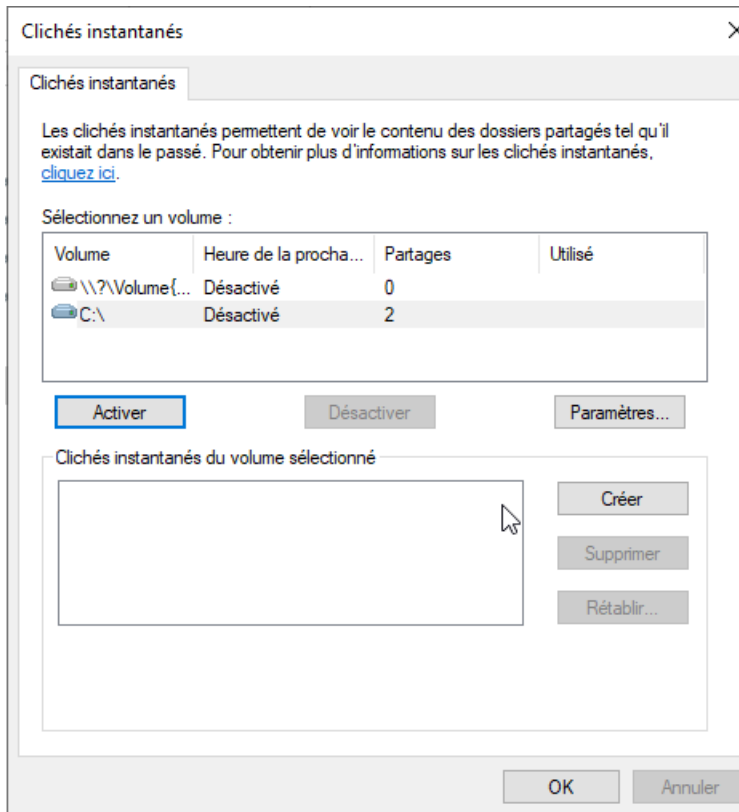 Clichés instantanés
Clichés instantanés
Les clichés instantanés permettent de voir le contenu des dossiers partagés tel qu'il
existait dans le passé. Pour obtenir plus d'informations sur les clichés instantanés,
cliquez ici.
Sélectionnez un volume :
Volume Heure de la procha... Partages Utilisé
\\?\Volume{... Désactivé 0
C:\ Désactivé 2
Activer Désactiver Paramètres...
Clichés instantanés du volume sélectionné
Créer
Supprimer
Rétablir...
OK Annuler